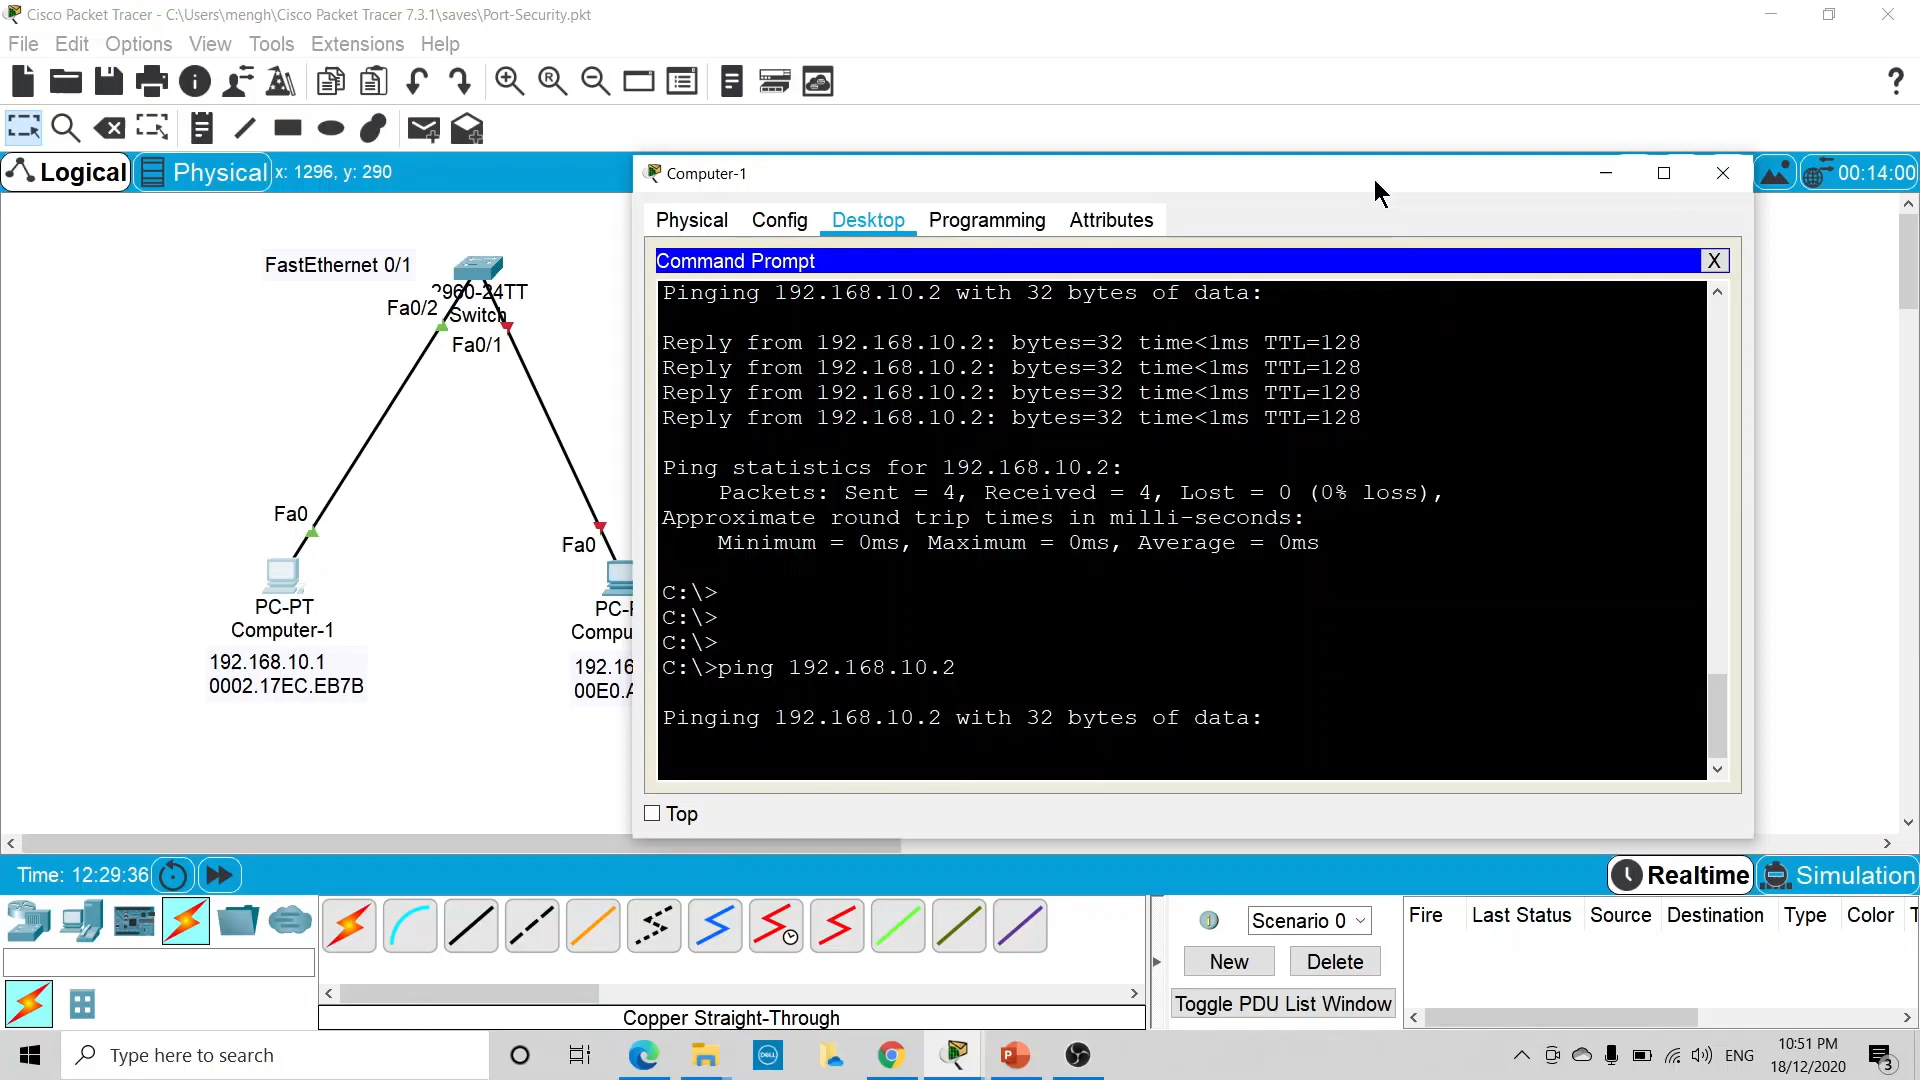 Cisco Packet Tracer - C:\Users\mengh\Cisco Packet Tracer 7.3.1\saves\Port-Security.pkt
File Edit Options View Tools Extensions Help
?
Logical Physical x: 1296, y: 290
00:14:00
Computer-1
Physical Config Desktop Programming Attributes
Command Prompt X
Pinging 192.168.10.2 with 32 bytes of data:
Reply from 192.168.10.2: bytes=32 time<1ms TTL=128
Reply from 192.168.10.2: bytes=32 time<1ms TTL=128
Reply from 192.168.10.2: bytes=32 time<1ms TTL=128
Reply from 192.168.10.2: bytes=32 time<1ms TTL=128
Ping statistics for 192.168.10.2:
Packets: Sent = 4, Received = 4, Lost = 0 (0% loss),
Approximate round trip times in milli-seconds:
Minimum = 0ms, Maximum = 0ms, Average = 0ms
C:\>
C:\>
C:\>
C:\>ping 192.168.10.2
Pinging 192.168.10.2 with 32 bytes of data:
Top
FastEthernet 0/1
2960-24TT
Fa0/2
Switch
Fa0/1
Fa0
Fa0
PC-PT
Computer-1
192.168.10.1
0002.17EC.EB7B
PC-P
Compu
192.16
00E0.A
Time: 12:29:36
Realtime Simulation
Scenario 0
New Delete
Toggle PDU List Window
Fire Last Status Source Destination Type Color T
Copper Straight-Through
Type here to search
DELL
P
ENG
10:51 PM
18/12/2020
3